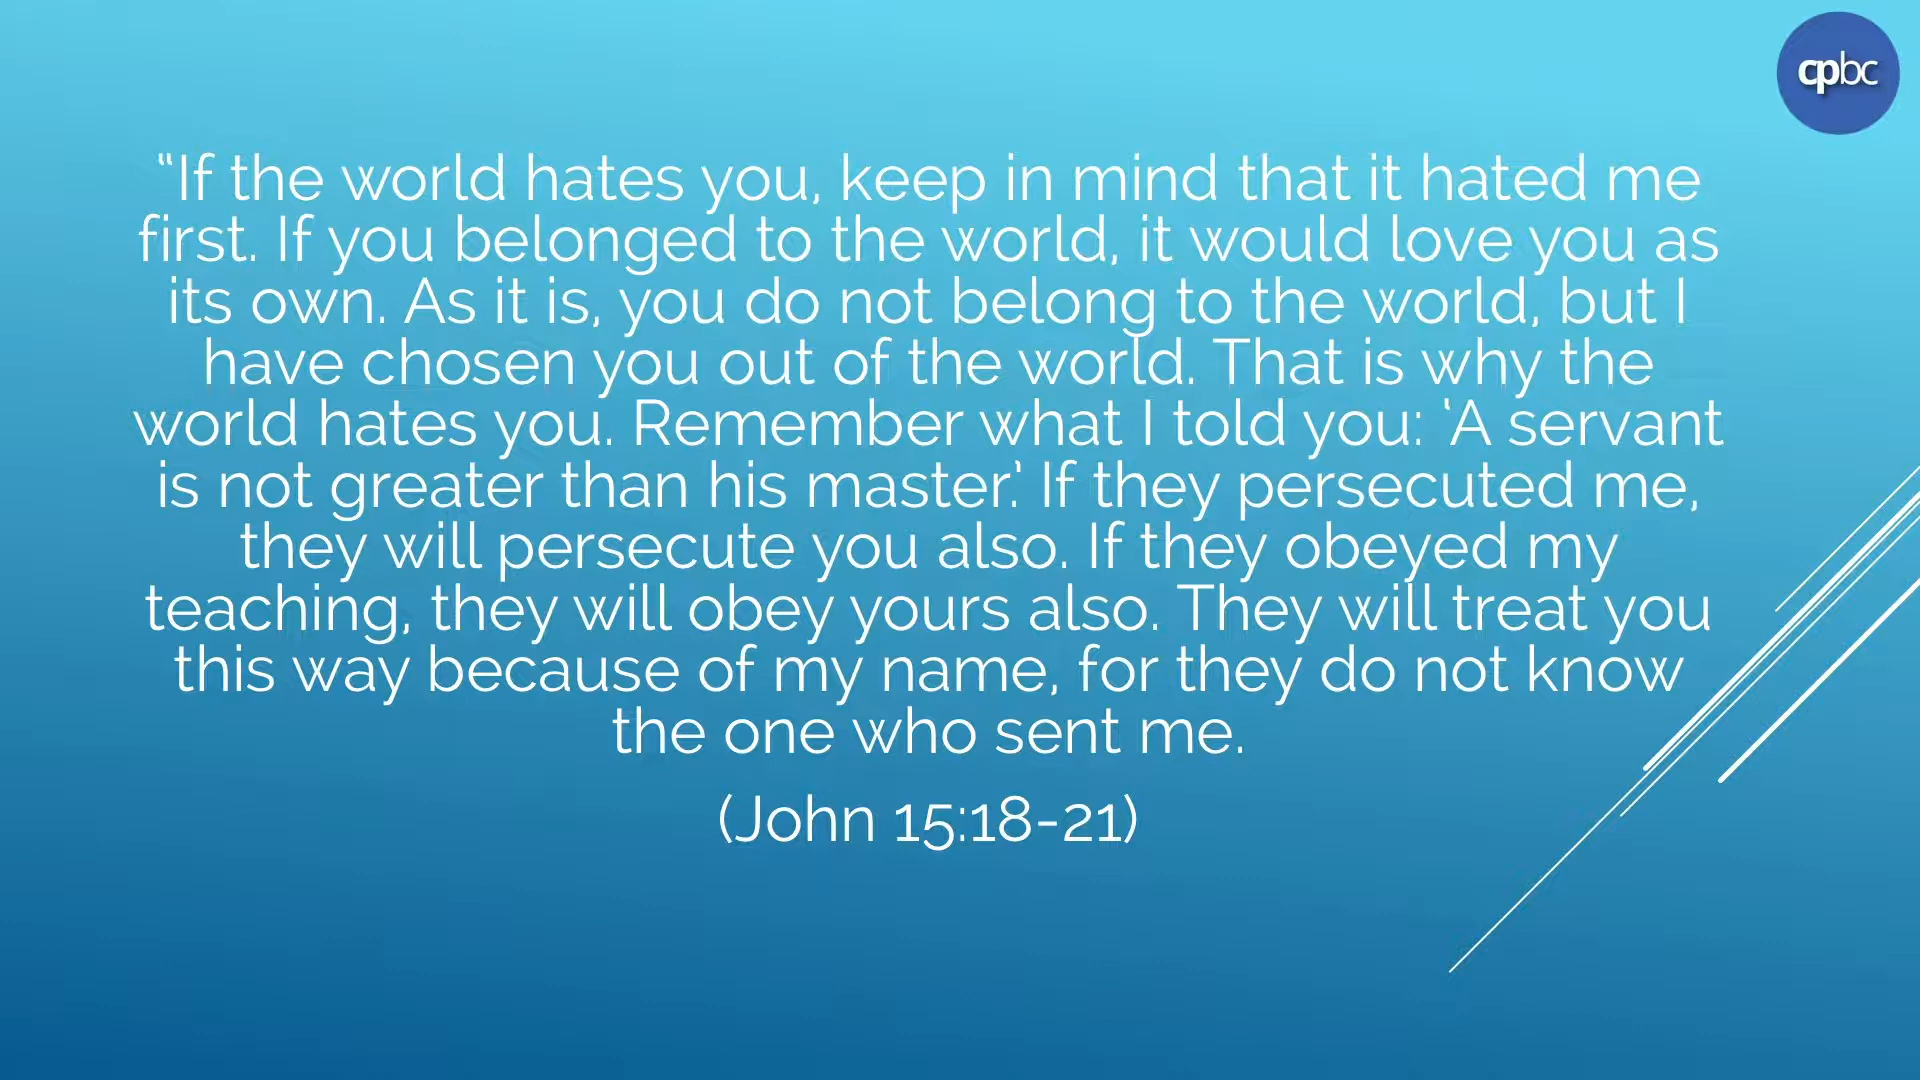 cpbc
“If the world hates you, keep in mind that it hated me
first. If you belonged to the world, it would love you as
its own. As it is, you do not belong to the world, but I
have chosen you out of the world. That is why the
world hates you. Remember what I told you: ‘A servant
is not greater than his master.’ If they persecuted me,
they will persecute you also. If they obeyed my
teaching, they will obey yours also. They will treat you
this way because of my name, for they do not know
the one who sent me.
(John 15:18-21)